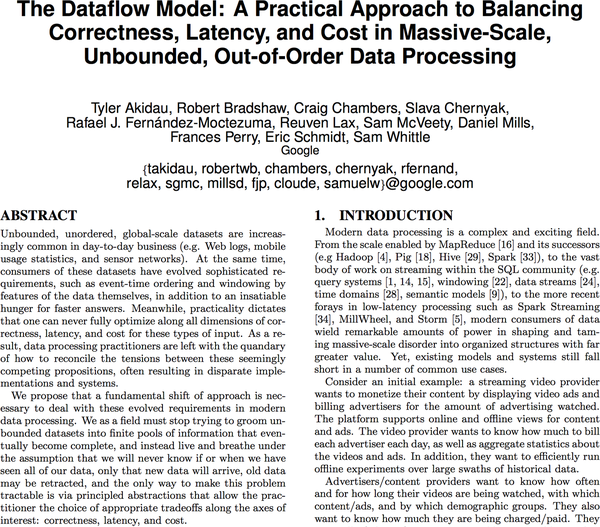 The Dataflow Model: A Practical Approach to Balancing
Correctness, Latency, and Cost in Massive-Scale,
Unbounded, Out-of-Order Data Processing
Tyler Akidau, Robert Bradshaw, Craig Chambers, Slava Chernyak,
Rafael J. Fernández-Moctezuma, Reuven Lax, Sam McVeety, Daniel Mills,
Frances Perry, Eric Schmidt, Sam Whittle
Google
{takidau, robertwb, chambers, chernyak, rfernand,
relax, sgmc, millsd, fjp, cloude, samuelw}@google.com
ABSTRACT
Unbounded, unordered, global-scale datasets are increas-
ingly common in day-to-day business (e.g. Web logs, mobile
usage statistics, and sensor networks). At the same time,
consumers of these datasets have evolved sophisticated re-
quirements, such as event-time ordering and windowing by
features of the data themselves, in addition to an insatiable
hunger for faster answers. Meanwhile, practicality dictates
that one can never fully optimize along all dimensions of cor-
rectness, latency, and cost for these types of input. As a re-
sult, data processing practitioners are left with the quandary
of how to reconcile the tensions between these seemingly
competing propositions, often resulting in disparate imple-
mentations and systems.
We propose that a fundamental shift of approach is nec-
essary to deal with these evolved requirements in modern
data processing. We as a field must stop trying to groom un-
bounded datasets into finite pools of information that even-
tually become complete, and instead live and breathe under
the assumption that we will never know if or when we have
seen all of our data, only that new data will arrive, old data
may be retracted, and the only way to make this problem
tractable is via principled abstractions that allow the prac-
titioner the choice of appropriate tradeoffs along the axes of
interest: correctness, latency, and cost.
1. INTRODUCTION
Modern data processing is a complex and exciting field.
From the scale enabled by MapReduce [16] and its successors
(e.g Hadoop [4], Pig [18], Hive [29], Spark [33]), to the vast
body of work on streaming within the SQL community (e.g.
query systems [1, 14, 15], windowing [22], data streams [24],
time domains [28], semantic models [9]), to the more recent
forays in low-latency processing such as Spark Streaming
[34], MillWheel, and Storm [5], modern consumers of data
wield remarkable amounts of power in shaping and tam-
ing massive-scale disorder into organized structures with far
greater value. Yet, existing models and systems still fall
short in a number of common use cases.
Consider an initial example: a streaming video provider
wants to monetize their content by displaying video ads and
billing advertisers for the amount of advertising watched.
The platform supports online and offline views for content
and ads. The video provider wants to know how much to bill
each advertiser each day, as well as aggregate statistics about
the videos and ads. In addition, they want to efficiently run
offline experiments over large swaths of historical data.
Advertisers/content providers want to know how often
and for how long their videos are being watched, with which
content/ads, and by which demographic groups. They also
want to know how much they are being charged/paid. They